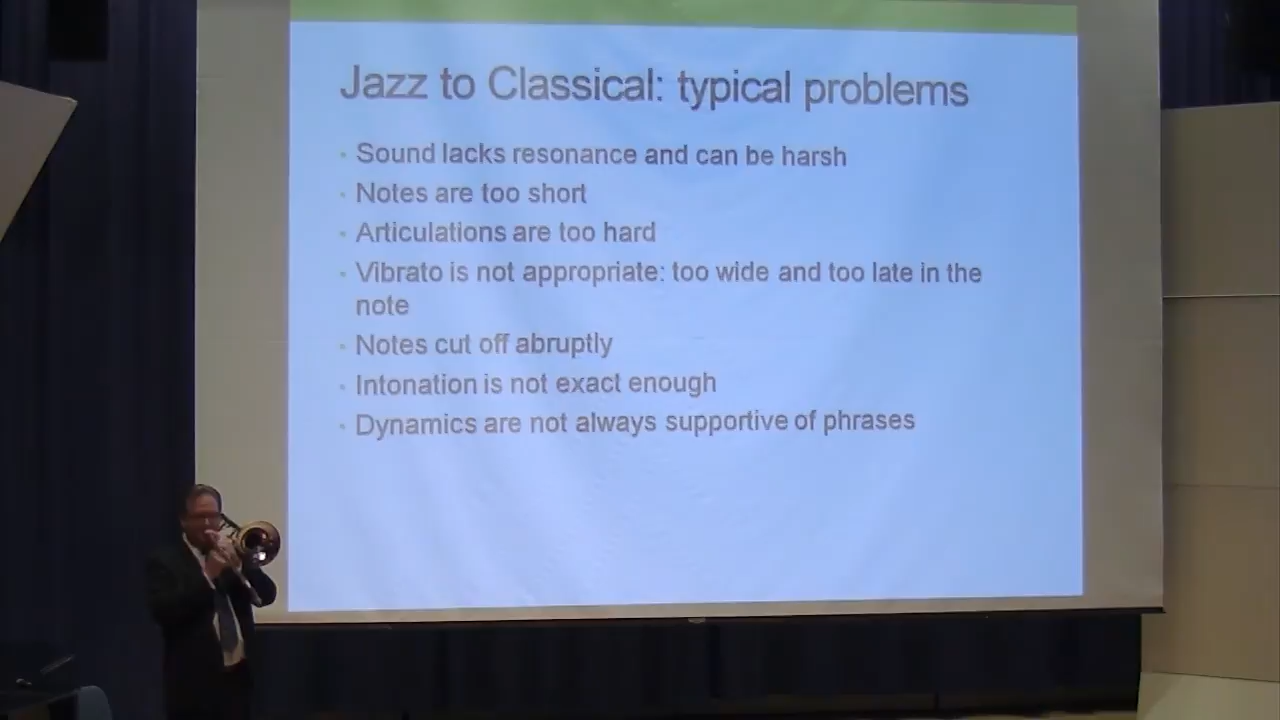 Jazz to Classical: typical problems
· Sound lacks resonance and can be harsh
· Notes are too short
· Articulations are too hard
· Vibrato is not appropriate: too wide and too late in the
note
· Notes cut off abruptly
· Intonation is not exact enough
· Dynamics are not always supportive of phrases